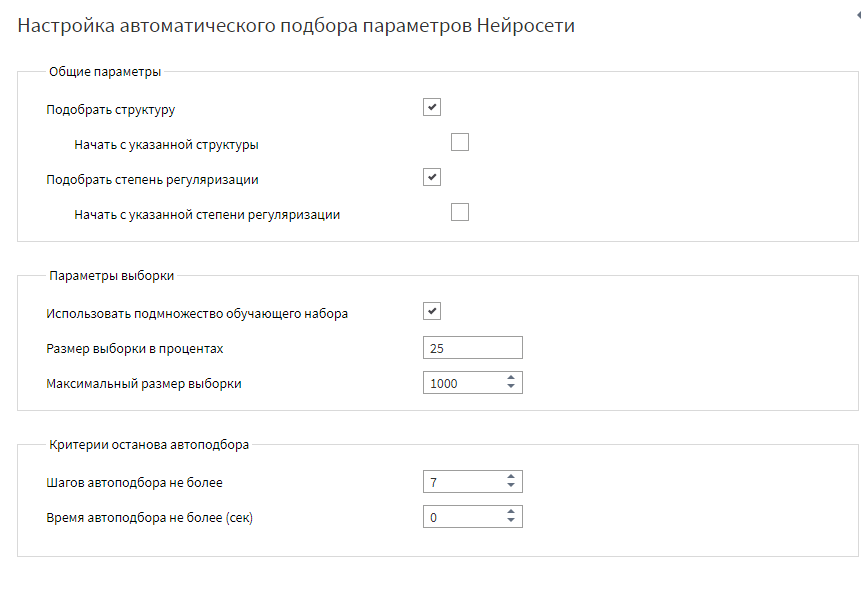 Настройка автоматического подбора параметров Нейросети
Общие параметры
Подобрать структуру
Начать с указанной структуры
Подобрать степень регуляризации
Начать с указанной степени регуляризации
Параметры выборки
Использовать подмножество обучающего набора
Размер выборки в процентах 25
Максимальный размер выборки 1000
Критерии останова автоподбора
Шагов автоподбора не более 7
Время автоподбора не более (сек) 0